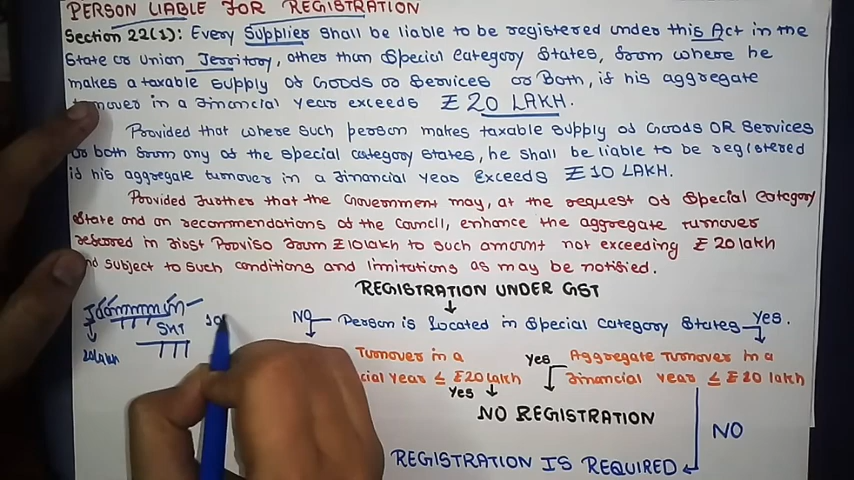 PERSON LIABLE FOR REGISTRATION
Section 22(1): Every Supplier shall be liable to be registered under this Act in the
State or Union Territory, other than Special Category States, from where he
makes a taxable supply of Goods or Services or Both, if his aggregate
turnover in a Financial Year exceeds ₹ 20 LAKH.
Provided that where such person makes taxable supply of Goods OR Services
or both from any of the special category states, he shall be liable to be registered
if his aggregate turnover in a Financial Year Exceeds ₹ 10 LAKH.
Provided further that the Government may, at the request of Special Category
State and on recommendations of the Council, enhance the aggregate turnover
referred in First Proviso from ₹10lakh to such amount not exceeding ₹ 20 lakh
and subject to such conditions and limitations as may be notified.
REGISTRATION UNDER GST
NO Person is Located in Special Category States Yes.
Turnover in a
cial Year ≤ ₹20 lakh
Yes Aggregate Turnover in a
Financial Year ≤ ₹ 20 lakh
Yes
NO REGISTRATION
NO
REGISTRATION IS REQUIRED
20lakh